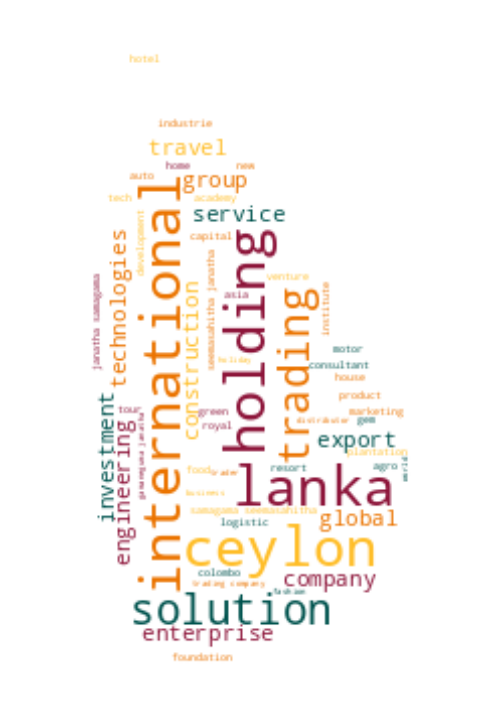 hotel
industrie
travel
home
new
auto
group
tech
academy
service
development
international
capital
holding
technologies
seemasahitha janatha
janatha samagama
venture
asia
construction
trading
institute
holiday
motor
consultant
house
investment
product
tour
green
marketing
gamameguma janatha
engineering
royal
distributor
gem
export
plantation
food
trader
resort
agro
world
lanka
business
samagama seemasahitha
global
logistic
ceylon
colombo
company
trading company
fashion
solution
enterprise
foundation